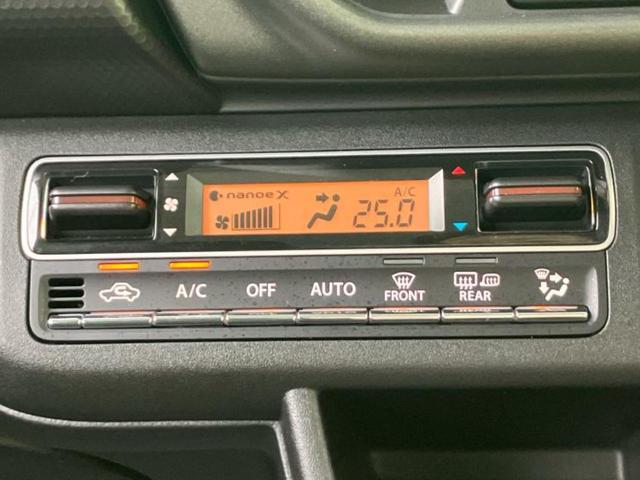 nanoe X
A/C
25.0
A/C OFF AUTO FRONT REAR